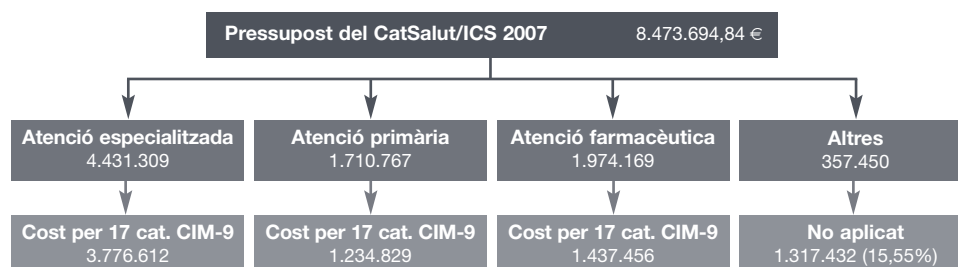 Pressupost del CatSalut/ICS 2007 8.473.694,84 €
Atenció especialitzada
4.431.309
Atenció primària
1.710.767
Atenció farmacèutica
1.974.169
Altres
357.450
Cost per 17 cat. CIM-9
3.776.612
Cost per 17 cat. CIM-9
1.234.829
Cost per 17 cat. CIM-9
1.437.456
No aplicat
1.317.432 (15,55%)